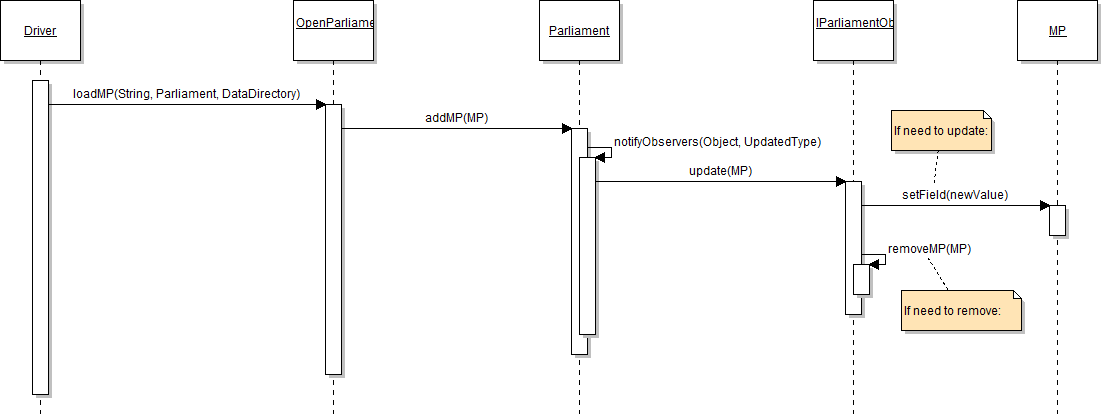 Driver
OpenParliame
Parliament
IParliamentOb
MP
loadMP(String, Parliament, DataDirectory)
addMP(MP)
notifyObservers(Object, UpdatedType)
If need to update:
update(MP)
setField(newValue)
removeMP(MP)
If need to remove: